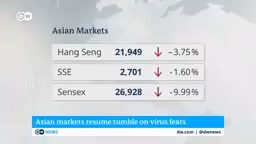 DW
Asian Markets
Hang Seng 21,949 ↓ -3.75%
SSE 2,701 ↓ -1.60%
Sensex 26,928 ↓ -9.99%
Asian markets resume tumble on virus fears
DW NEWS dw.com | @dwnews